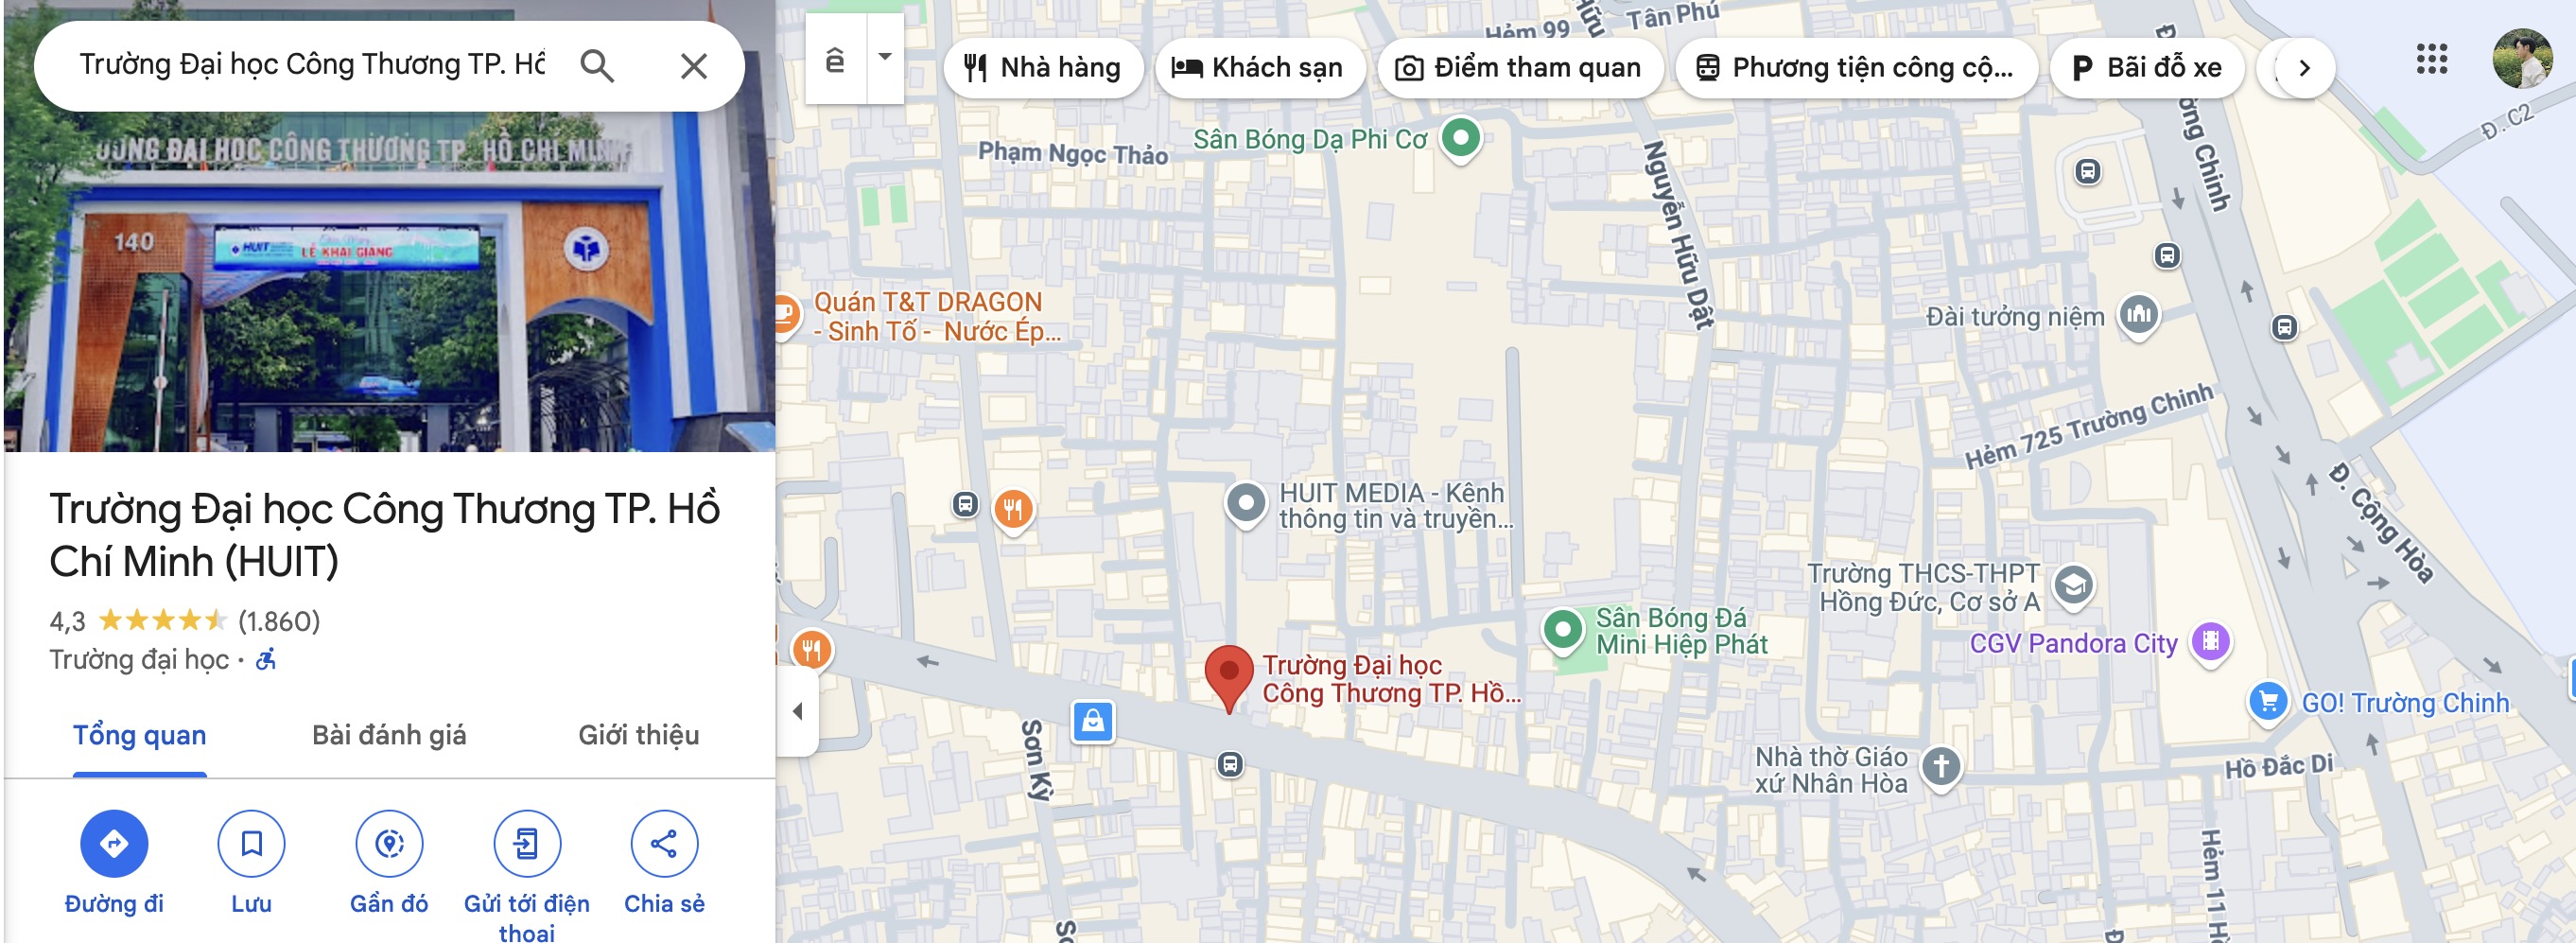 Trường Đại học Công Thương TP. Hồ
ê
Nhà hàng
Khách sạn
Điểm tham quan
Phương tiện công cộ...
Bãi đỗ xe
ĐẠI HỌC CÔNG THƯƠNG TP. HỒ CHÍ MINH
140
HUIT
LỄ KHAI GIẢNG
Trường Đại học Công Thương TP. Hồ
Chí Minh (HUIT)
4,3
(1.860)
Trường đại học ·
Tổng quan
Bài đánh giá
Giới thiệu
Đường đi
Lưu
Gần đó
Gửi tới điện
thoại
Chia sẻ
Hẻm 99
Tân Phú
Đ. C2
Phạm Ngọc Thảo
Sân Bóng Dạ Phi Cơ
Nguyễn Hữu Dật
Quán T&T DRAGON
- Sinh Tố - Nước Ép...
Đài tưởng niệm
Hẻm 725 Trường Chinh
HUIT MEDIA - Kênh
thông tin và truyền...
Đ. Cộng Hòa
Trường THCS-THPT
Hồng Đức, Cơ sở A
Sân Bóng Đá
Mini Hiệp Phát
CGV Pandora City
Trường Đại học
Công Thương TP. Hồ...
GO! Trường Chinh
Sơn Kỳ
Nhà thờ Giáo
xứ Nhân Hòa
Hồ Đắc Di